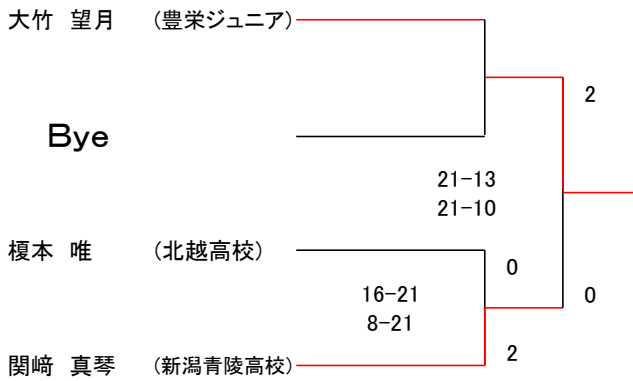 大竹 望月 (豊栄ジュニア)
2
Bye
21-13
21-10
榎本 唯 (北越高校)
0
16-21
8-21
0
関﨑 真琴 (新潟青陵高校)
2